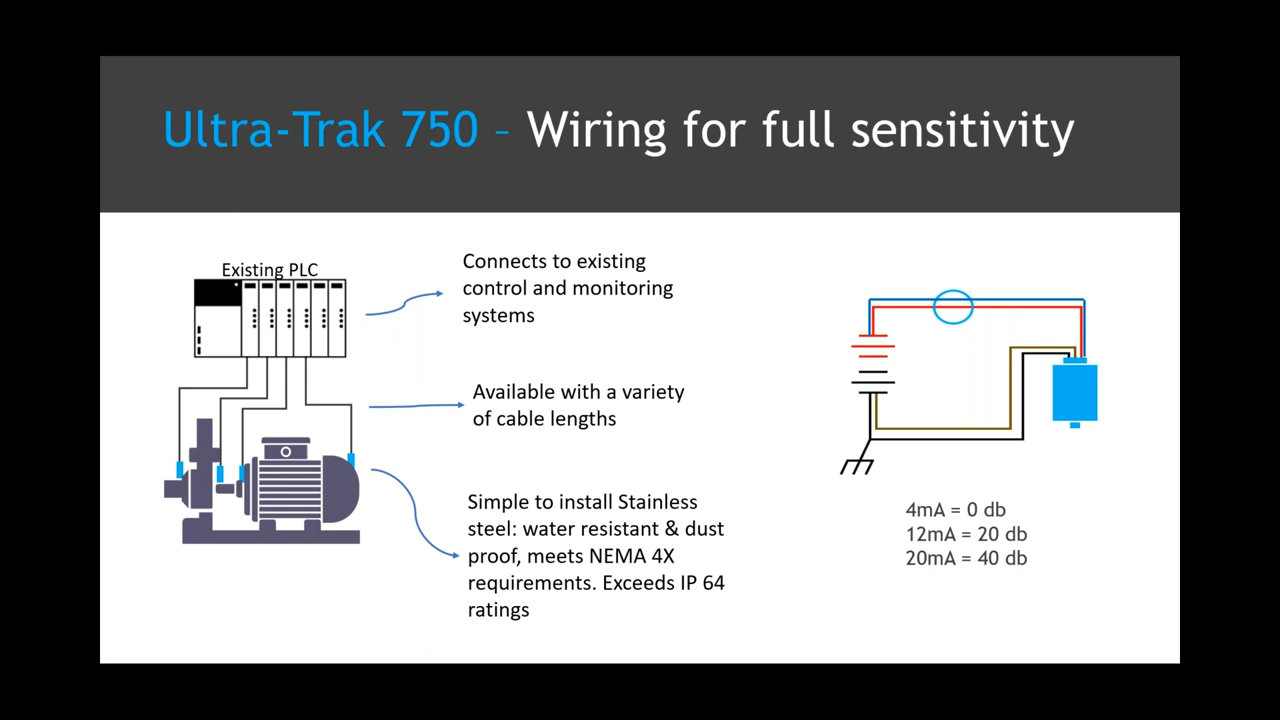 Ultra-Trak 750 – Wiring for full sensitivity
Existing PLC
Connects to existing
control and monitoring
systems
Available with a variety
of cable lengths
Simple to install Stainless
steel: water resistant & dust
proof, meets NEMA 4X
requirements. Exceeds IP 64
ratings
4mA = 0 db
12mA = 20 db
20mA = 40 db